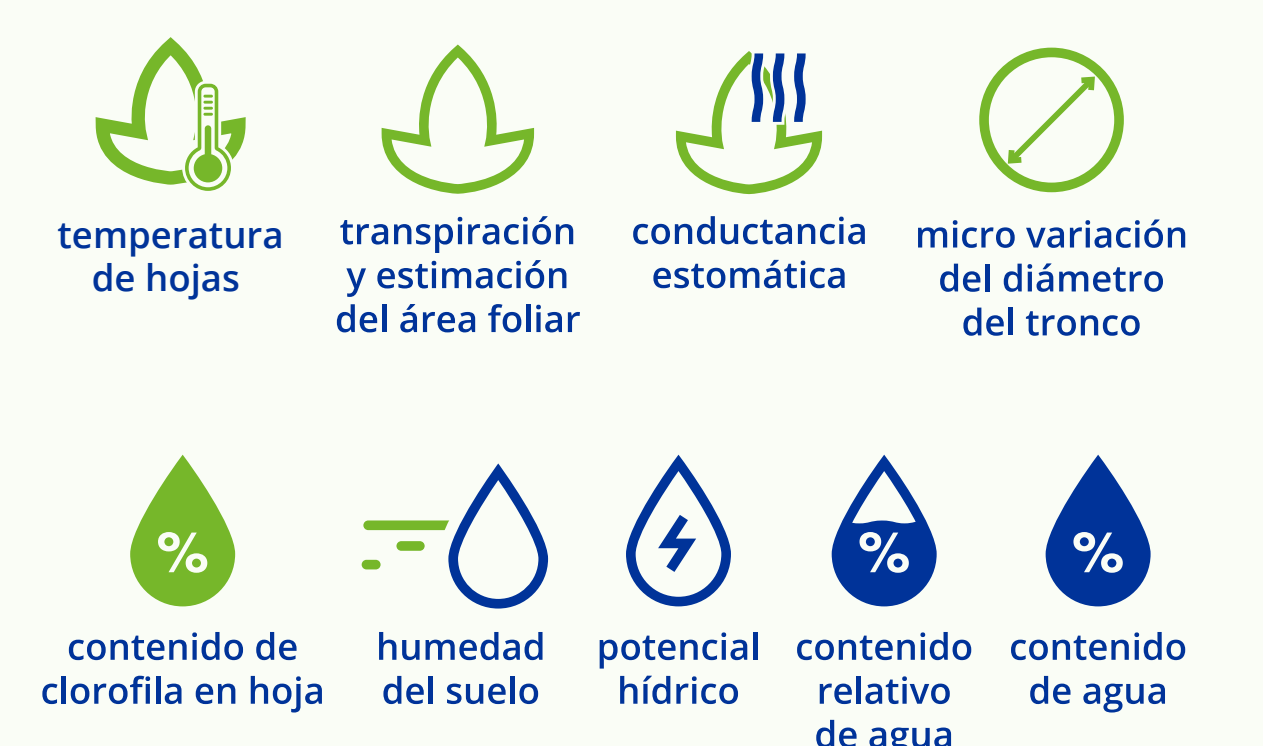 temperatura
de hojas
transpiración
y estimación
del área foliar
conductancia
estomática
micro variación
del diámetro
del tronco
%
contenido de
clorofila en hoja
humedad
del suelo
potencial
hídrico
%
contenido
relativo
de agua
%
contenido
de agua